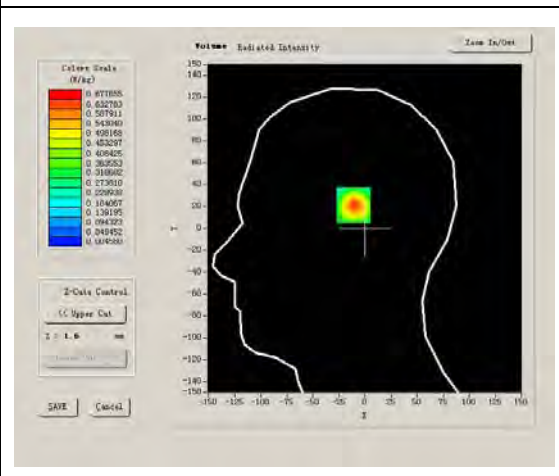 Volume Radiated Intensity
Zoom In/Out
Colors Scale
(W/kg)
0.677655
0.632783
0.587911
0.543040
0.498168
0.453297
0.408425
0.363553
0.318682
0.273810
0.228938
0.184067
0.139195
0.094323
0.049452
0.004580
Z-Cuts Control
<< Upper Cut
Z = 1.6 mm
SAVE
Cancel
150
140
120
100
80
60
40
20
0
-20
-40
-60
-80
-100
-120
-140
-150
Y
-150 -125 -100 -75 -50 -25 0 25 50 75 100 125 150
X